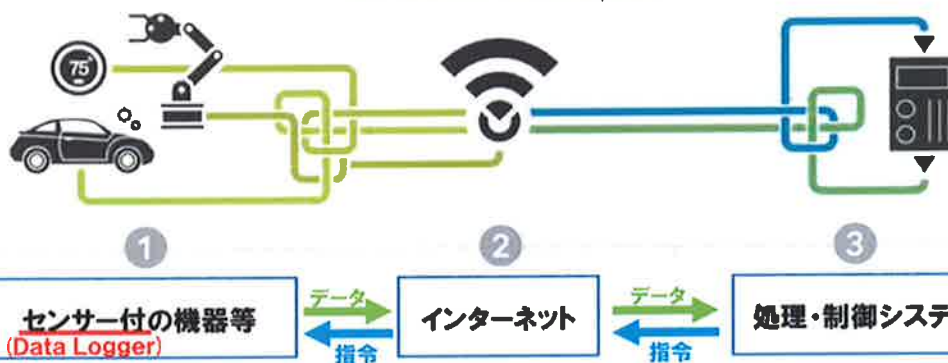 75°
1
2
3
センサー付の機器等
(Data Logger)
データ
指令
インターネット
データ
指令
処理・制御システ